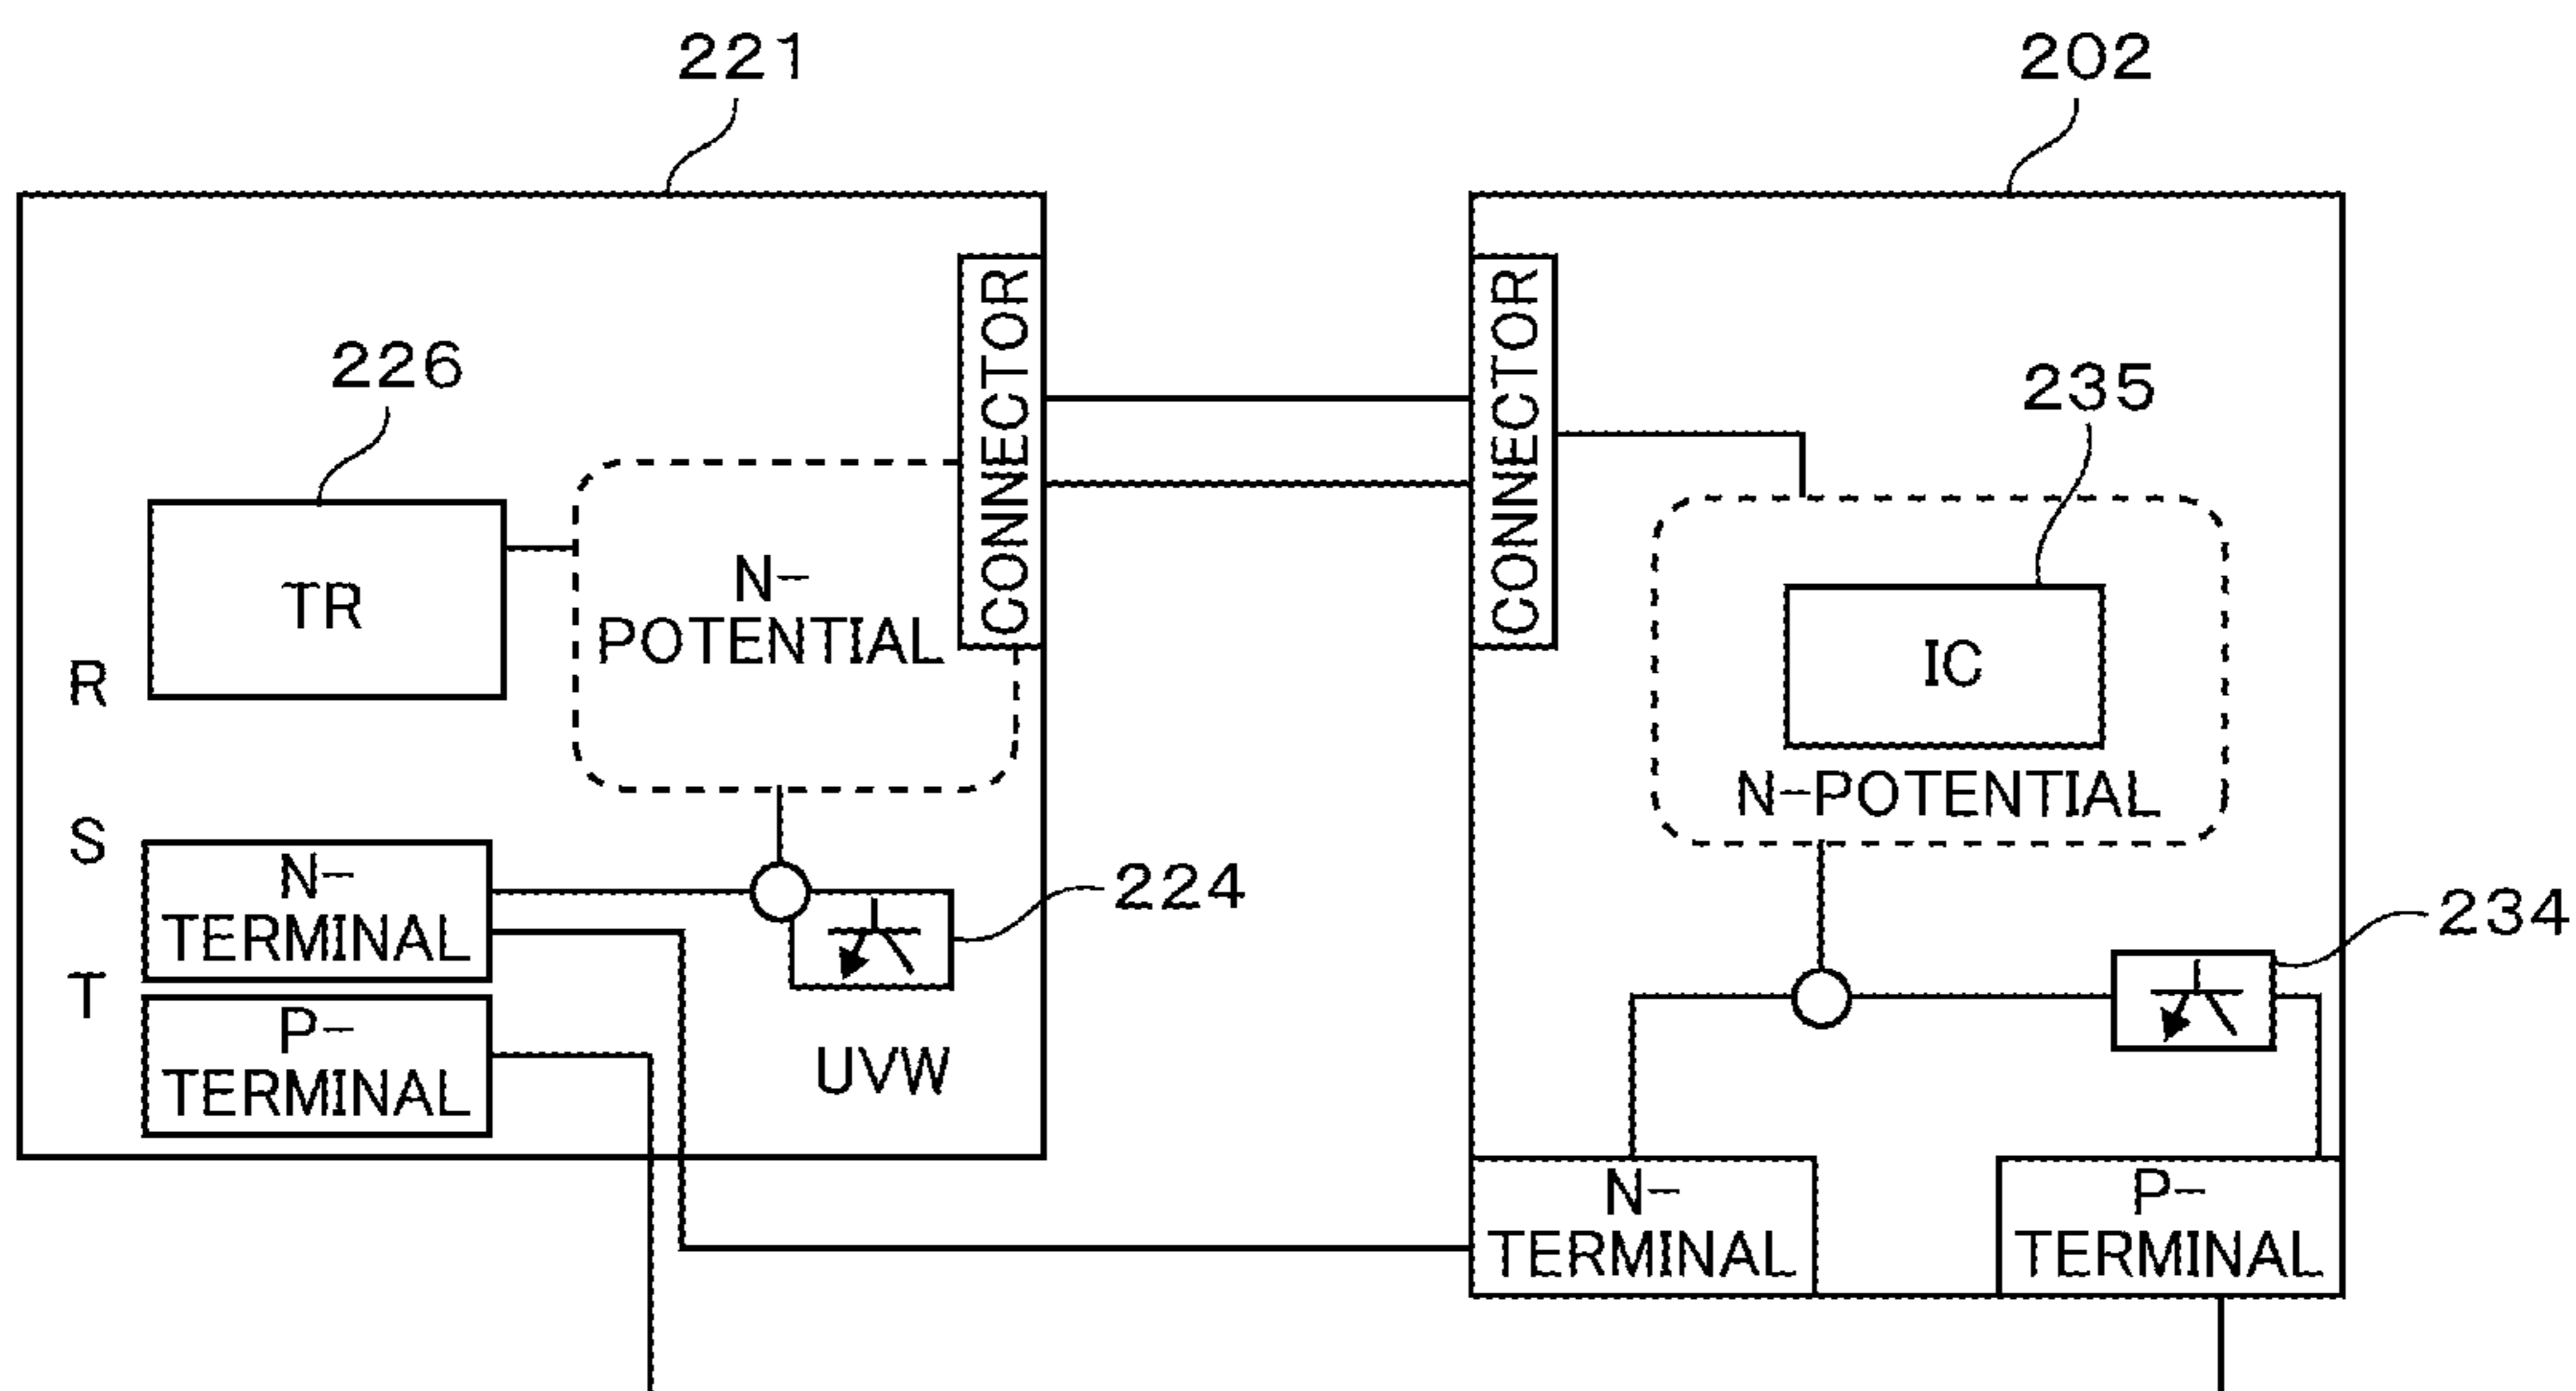 221
202
226
235
CONNECTOR
CONNECTOR
TR
N-
POTENTIAL
IC
N-POTENTIAL
R
S
T
N-
TERMINAL
224
234
P-
TERMINAL
UVW
N-
TERMINAL
P-
TERMINAL